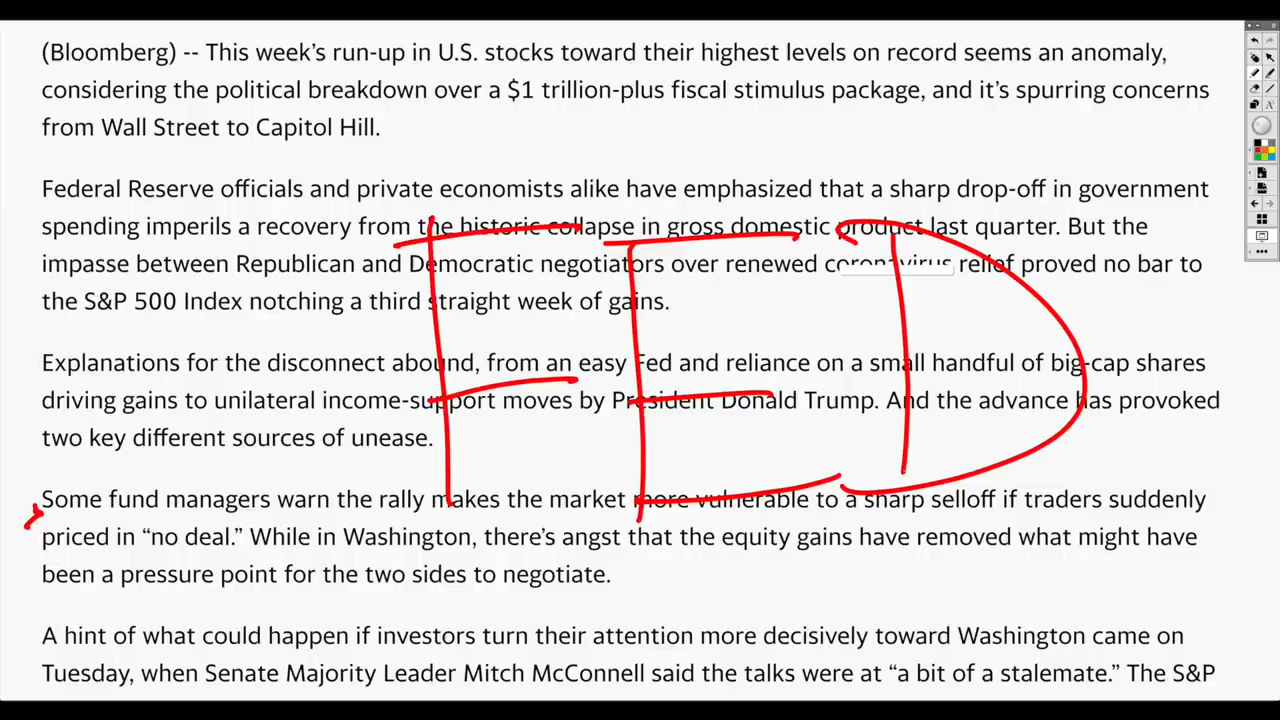 (Bloomberg) -- This week’s run-up in U.S. stocks toward their highest levels on record seems an anomaly,
considering the political breakdown over a $1 trillion-plus fiscal stimulus package, and it’s spurring concerns
from Wall Street to Capitol Hill.
Federal Reserve officials and private economists alike have emphasized that a sharp drop-off in government
spending imperils a recovery from the historic collapse in gross domestic product last quarter. But the
impasse between Republican and Democratic negotiators over renewed coronavirus relief proved no bar to
the S&P 500 Index notching a third straight week of gains.
Explanations for the disconnect abound, from an easy Fed and reliance on a small handful of big-cap shares
driving gains to unilateral income-support moves by President Donald Trump. And the advance has provoked
two key different sources of unease.
Some fund managers warn the rally makes the market more vulnerable to a sharp selloff if traders suddenly
priced in “no deal.” While in Washington, there’s angst that the equity gains have removed what might have
been a pressure point for the two sides to negotiate.
A hint of what could happen if investors turn their attention more decisively toward Washington came on
Tuesday, when Senate Majority Leader Mitch McConnell said the talks were at “a bit of a stalemate.” The S&P
FED